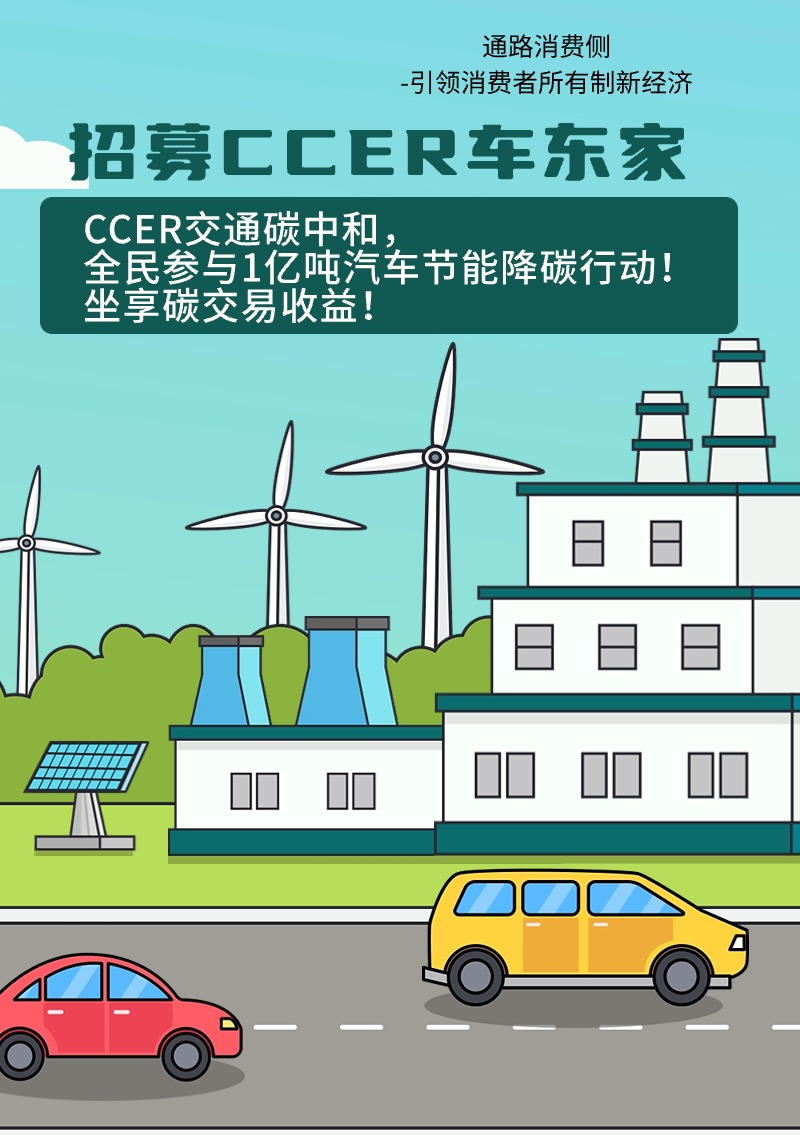 通路消费侧
-引领消费者所有制新经济
招募CCER车东家
CCER交通碳中和，
全民参与1亿吨汽车节能降碳行动！
坐享碳交易收益！